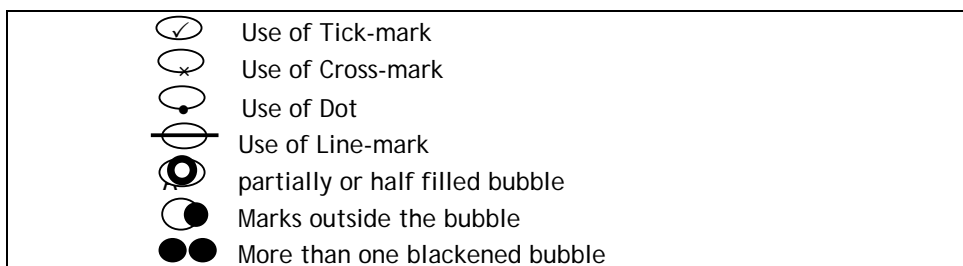 Use of Tick-mark
Use of Cross-mark
Use of Dot
Use of Line-mark
partially or half filled bubble
Marks outside the bubble
More than one blackened bubble